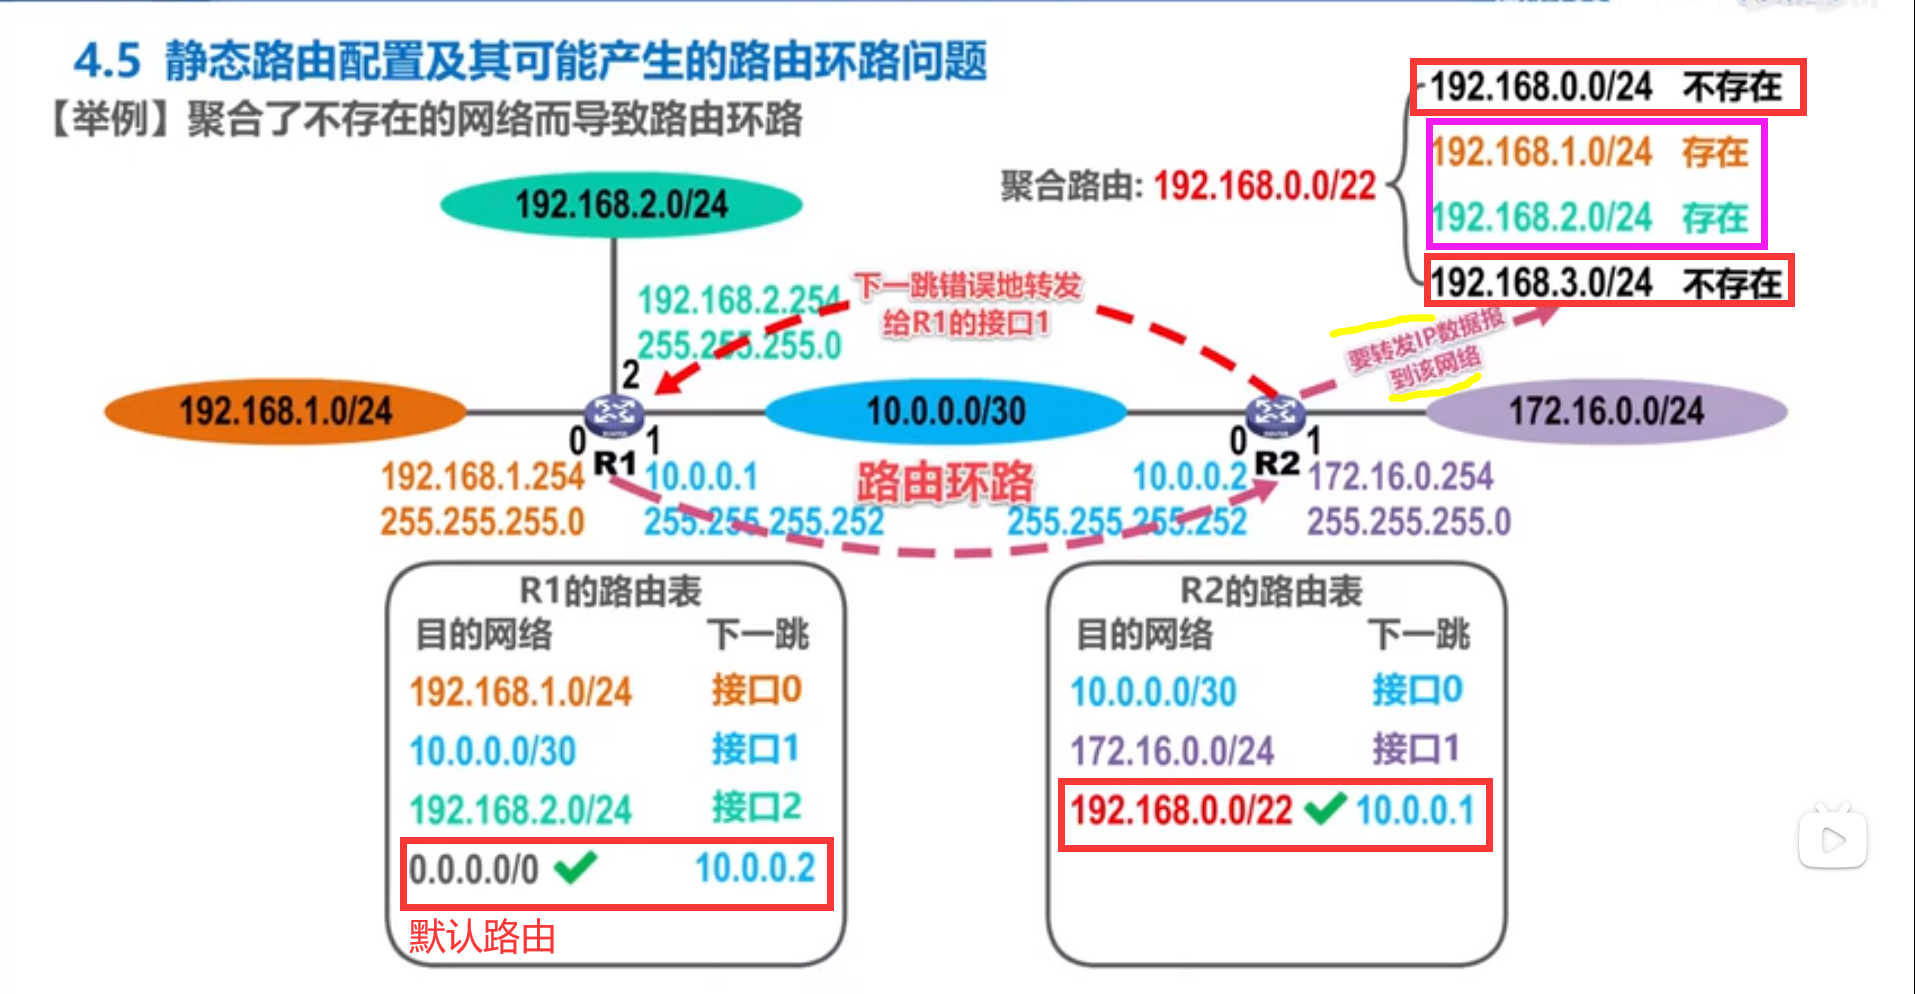 4.5 静态路由配置及其可能产生的路由环路问题
【举例】聚合了不存在的网络而导致路由环路
192.168.0.0/24 不存在
192.168.1.0/24 存在
聚合路由: 192.168.0.0/22
192.168.2.0/24 存在
192.168.3.0/24 不存在
192.168.2.0/24
192.168.2.254
255.255.255.0
下一跳错误地转发
给R1的接口1
要转发IP数据报
到该网络
2
192.168.1.0/24
10.0.0.0/30
172.16.0.0/24
0 R1 1
0 R2 1
192.168.1.254
255.255.255.0
10.0.0.1
255.255.255.252
路由环路
10.0.0.2
255.255.255.252
172.16.0.254
255.255.255.0
R1的路由表
目的网络 下一跳
192.168.1.0/24 接口0
10.0.0.0/30 接口1
192.168.2.0/24 接口2
0.0.0.0/0 10.0.0.2
默认路由
R2的路由表
目的网络 下一跳
10.0.0.0/30 接口0
172.16.0.0/24 接口1
192.168.0.0/22 10.0.0.1